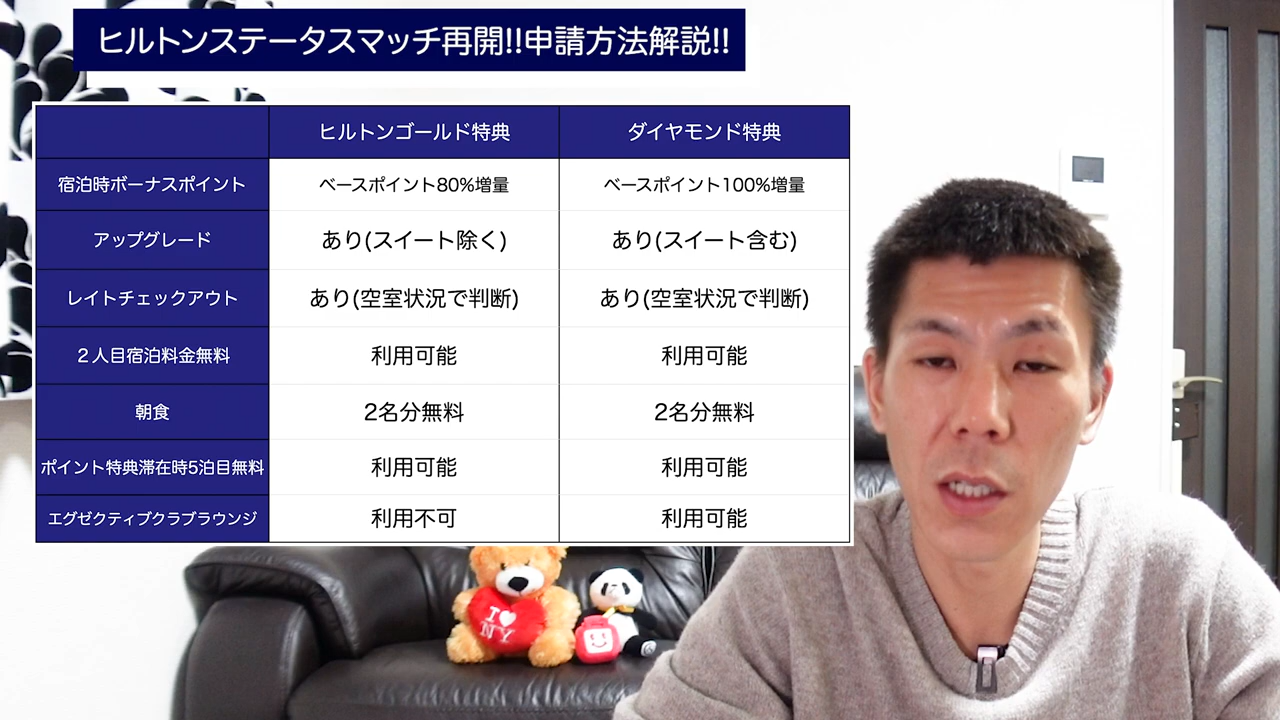 ヒルトンステータスマッチ再開!!申請方法解説!!
ヒルトンゴールド特典 ダイヤモンド特典
宿泊時ボーナスポイント ベースポイント80%増量 ベースポイント100%増量
アップグレード あり(スイート除く) あり(スイート含む)
レイトチェックアウト あり(空室状況で判断) あり(空室状況で判断)
２人目宿泊料金無料 利用可能 利用可能
朝食 2名分無料 2名分無料
ポイント特典滞在時5泊目無料 利用可能 利用可能
エグゼクティブクラブラウンジ 利用不可 利用可能
I
NY